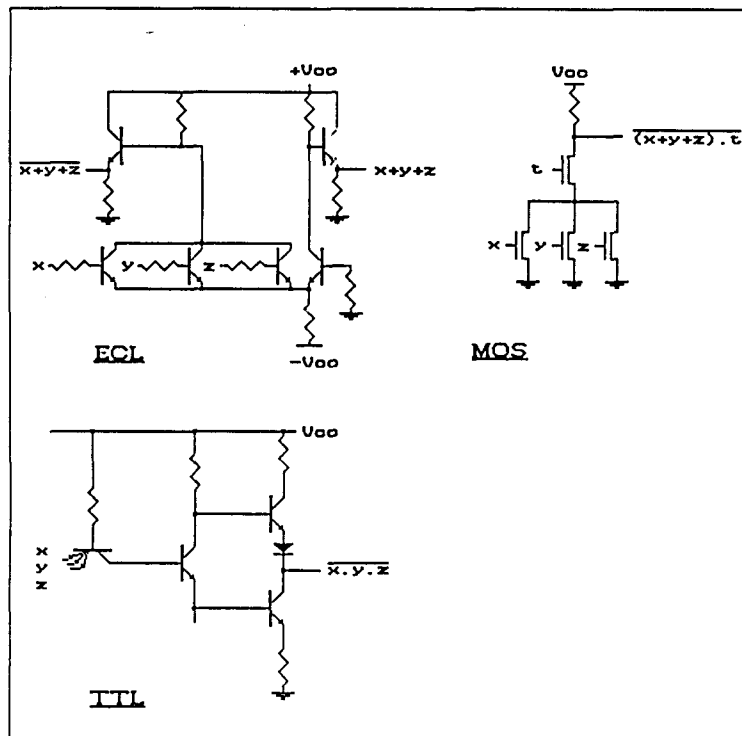 +Voo
x+y+z
x+y+z
x
y
z
-Voo
ECL
Voo
(x+y+z).t
t
x
y
z
MOS
Voo
x
y
z
x.y.z
TTL